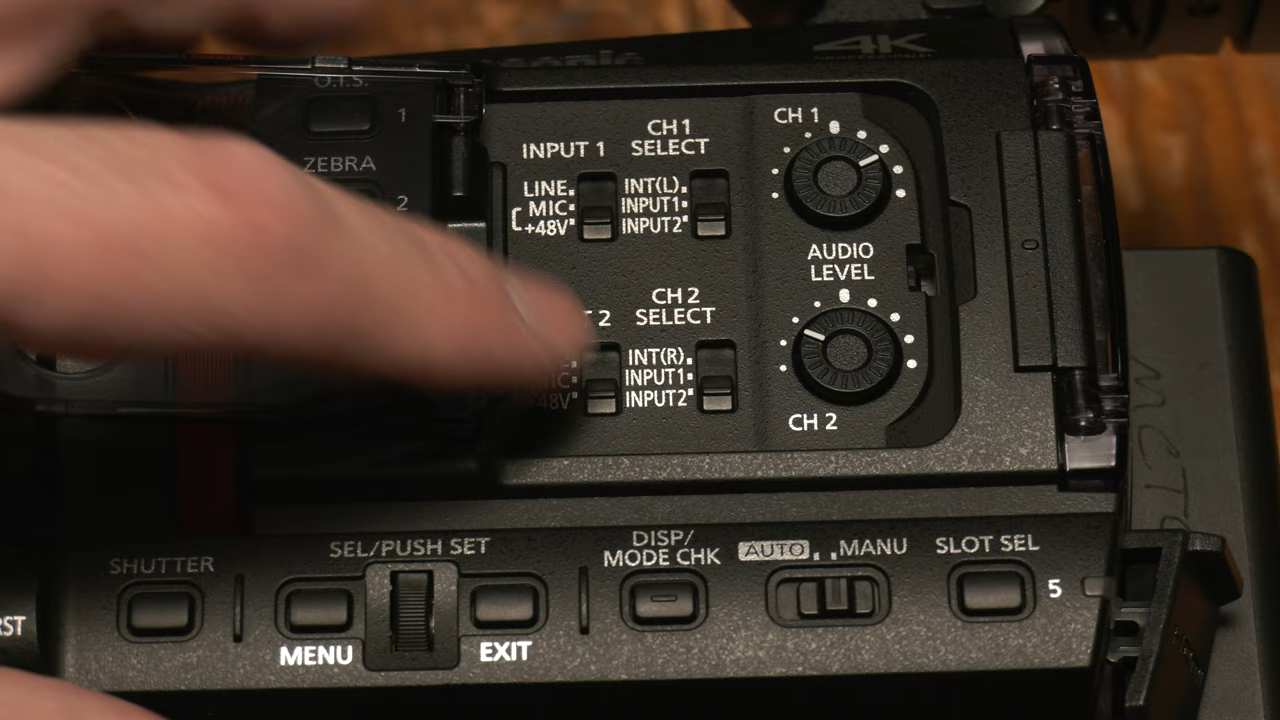 4K
O.I.S.
1
ZEBRA
2
INPUT 1
CH1
SELECT
LINE
MIC
+48V
INT(L)
INPUT1
INPUT2
CH 1
AUDIO
LEVEL
2
CH 2
SELECT
+48V
INT(R)
INPUT1
INPUT2
CH 2
SHUTTER
SEL/PUSH SET
MENU
EXIT
DISP/
MODE CHK
AUTO
MANU
SLOT SEL
5